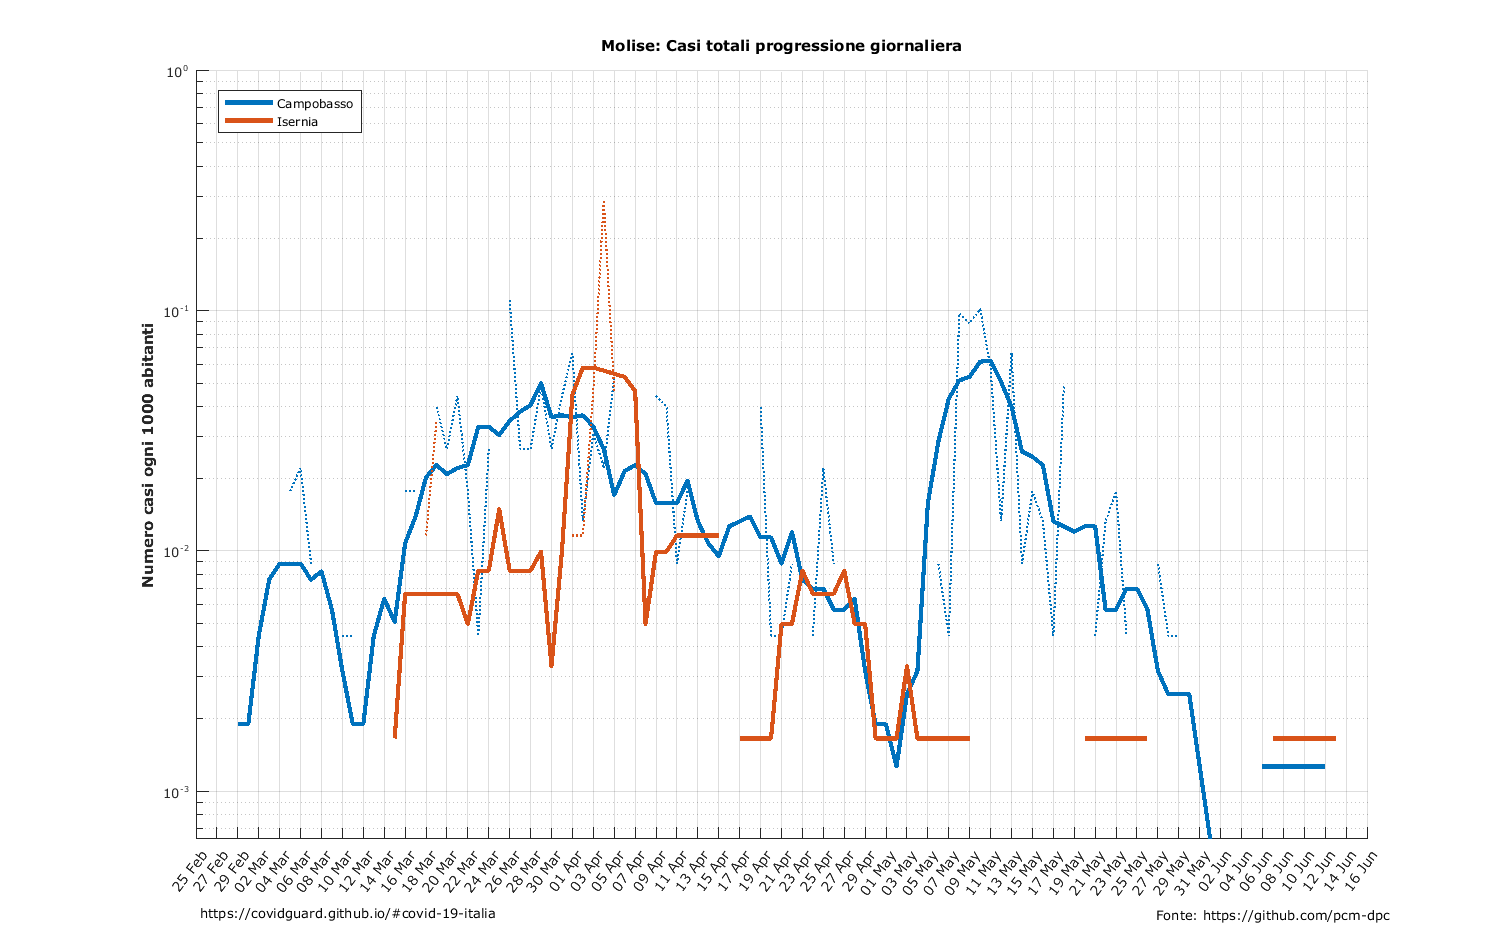 Molise: Casi totali progressione giornaliera
10⁰
Campobasso
Isernia
10⁻¹
Numero casi ogni 1000 abitanti
10⁻²
10⁻³
25 Feb
27 Feb
29 Feb
02 Mar
04 Mar
06 Mar
08 Mar
10 Mar
12 Mar
14 Mar
16 Mar
18 Mar
20 Mar
22 Mar
24 Mar
26 Mar
28 Mar
30 Mar
01 Apr
03 Apr
05 Apr
07 Apr
09 Apr
11 Apr
13 Apr
15 Apr
17 Apr
19 Apr
21 Apr
23 Apr
25 Apr
27 Apr
29 Apr
01 May
03 May
05 May
07 May
09 May
11 May
13 May
15 May
17 May
19 May
21 May
23 May
25 May
27 May
29 May
31 May
02 Jun
04 Jun
06 Jun
08 Jun
10 Jun
12 Jun
14 Jun
16 Jun
https://covidguard.github.io/#covid-19-italia
Fonte: https://github.com/pcm-dpc